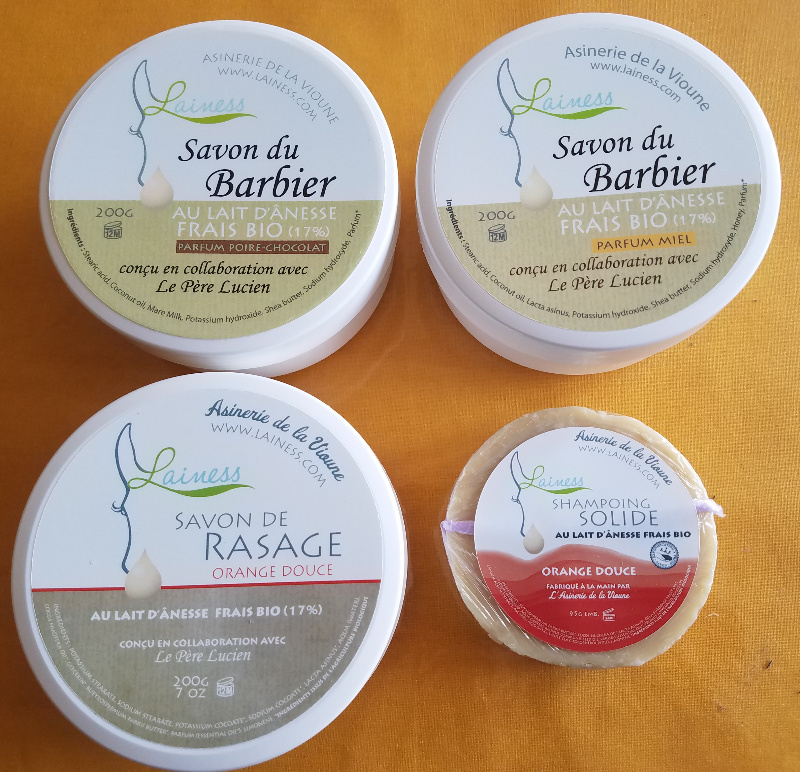 ASINERIE DE LA VIOUNE
WWW.LAINESS.COM
Lainess
Savon du
Barbier
200G
12M
AU LAIT D'ÂNESSE
FRAIS BIO (17%)
PARFUM POIRE-CHOCOLAT
conçu en collaboration avec
Le Père Lucien
Ingrédients : Stearic acid, Coconut oil, Mare Milk, Potassium hydroxide, Shea butter, Sodium hydroxyde, Parfum*
Asinerie de la Vioune
www.lainess.com
Lainess
Savon du
Barbier
200G
12M
AU LAIT D'ÂNESSE
FRAIS BIO (17%)
PARFUM MIEL
conçu en collaboration avec
Le Père Lucien
Ingrédients : Stearic acid, Coconut oil, Lacta asinus, Potassium hydroxide, Shea butter, Sodium hydroxyde, Honey, Parfum*
Asinerie de la Vioune
WWW.LAINESS.COM
Lainess
SAVON DE
RASAGE
ORANGE DOUCE
AU LAIT D'ÂNESSE FRAIS BIO (17%)
CONÇU EN COLLABORATION AVEC
Le Père Lucien
200G
7 OZ
12M
Asinerie de la Vioune
WWW.LAINESS.COM
Lainess
SHAMPOING
SOLIDE
AU LAIT D'ÂNESSE FRAIS BIO
ORANGE DOUCE
FABRIQUÉ À LA MAIN PAR
L'Asinerie de la Vioune
95G ENV.